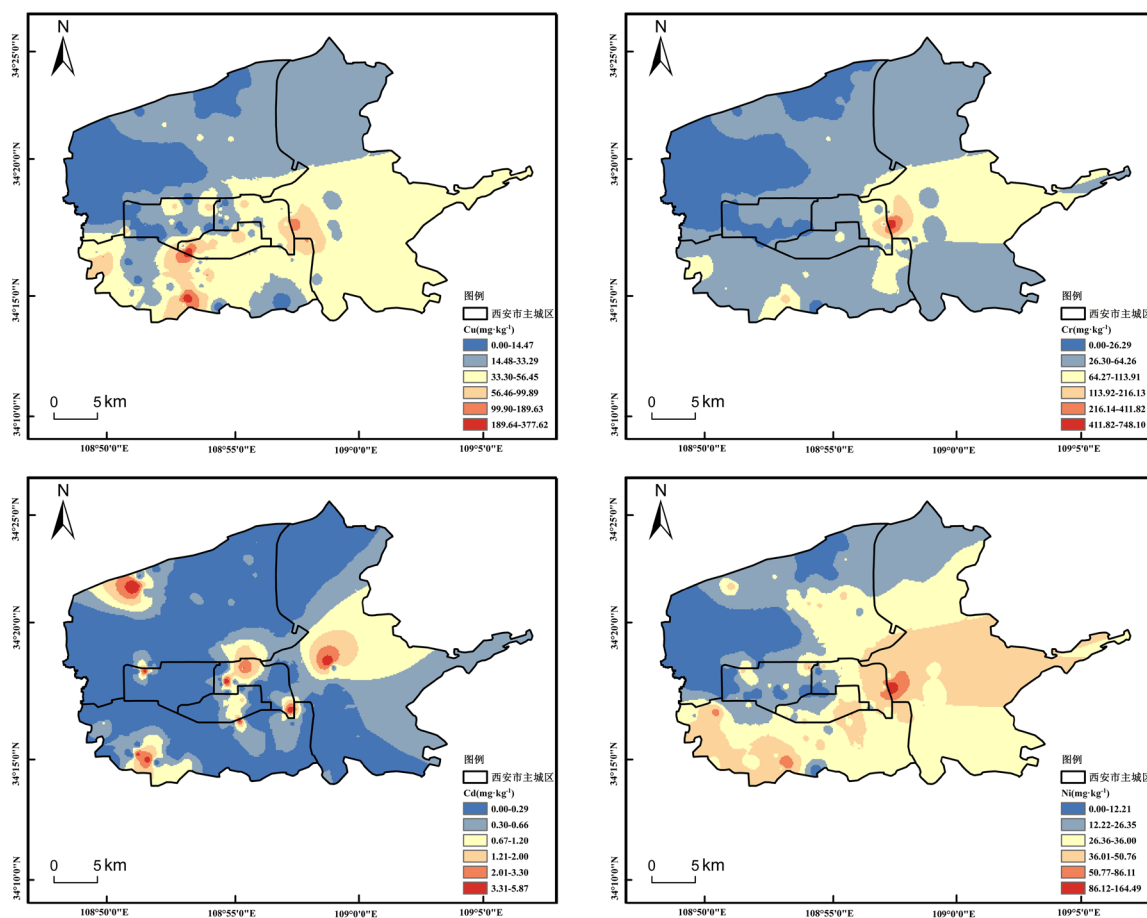 N
34°25'0"N
34°20'0"N
34°15'0"N
34°10'0"N
图例
西安市主城区
Cu(mg·kg⁻¹)
0.00-14.47
14.48-33.29
33.30-56.45
56.46-99.89
99.90-189.63
189.64-377.62
0 5 km
108°50'0"E
108°55'0"E
109°0'0"E
109°5'0"E
N
34°25'0"N
34°20'0"N
34°15'0"N
34°10'0"N
图例
西安市主城区
Cr(mg·kg⁻¹)
0.00-26.29
26.30-64.26
64.27-113.91
113.92-216.13
216.14-411.82
411.82-748.10
0 5 km
108°50'0"E
108°55'0"E
109°0'0"E
109°5'0"E
N
34°25'0"N
34°20'0"N
34°15'0"N
34°10'0"N
图例
西安市主城区
Cd(mg·kg⁻¹)
0.00-0.29
0.30-0.66
0.67-1.20
1.21-2.00
2.01-3.30
3.31-5.87
0 5 km
108°50'0"E
108°55'0"E
109°0'0"E
109°5'0"E
N
34°25'0"N
34°20'0"N
34°15'0"N
34°10'0"N
图例
西安市主城区
Ni(mg·kg⁻¹)
0.00-12.21
12.22-26.35
26.36-36.00
36.01-50.76
50.77-86.11
86.12-164.49
0 5 km
108°50'0"E
108°55'0"E
109°0'0"E
109°5'0"E